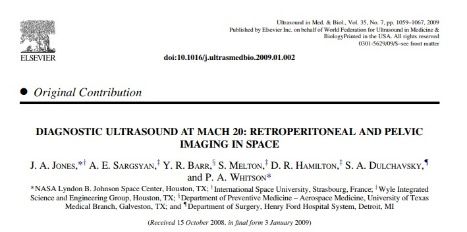 Ultrasound in Med. & Biol., Vol. 35, No. 7, pp. 1059–1067, 2009
Published by Elsevier Inc. on behalf of World Federation for Ultrasound in Medicine &
BiologyPrinted in the USA. All rights reserved
0301-5629/09/$–see front matter
ELSEVIER
doi:10.1016/j.ultrasmedbio.2009.01.002
● Original Contribution
DIAGNOSTIC ULTRASOUND AT MACH 20: RETROPERITONEAL AND PELVIC
IMAGING IN SPACE
J. A. JONES,*† A. E. SARGSYAN,‡ Y. R. BARR,§ S. MELTON,‡ D. R. HAMILTON,‡ S. A. DULCHAVSKY,¶
and P. A. WHITSON*
*NASA Lyndon B. Johnson Space Center, Houston, TX; †International Space University, Strasbourg, France; ‡Wyle Integrated
Science and Engineering Group, Houston, TX; §Department of Preventive Medicine – Aerospace Medicine, University of Texas
Medical Branch, Galveston, TX; and ¶Department of Surgery, Henry Ford Hospital System, Detroit, MI
(Received 15 October 2008, in final form 3 January 2009)